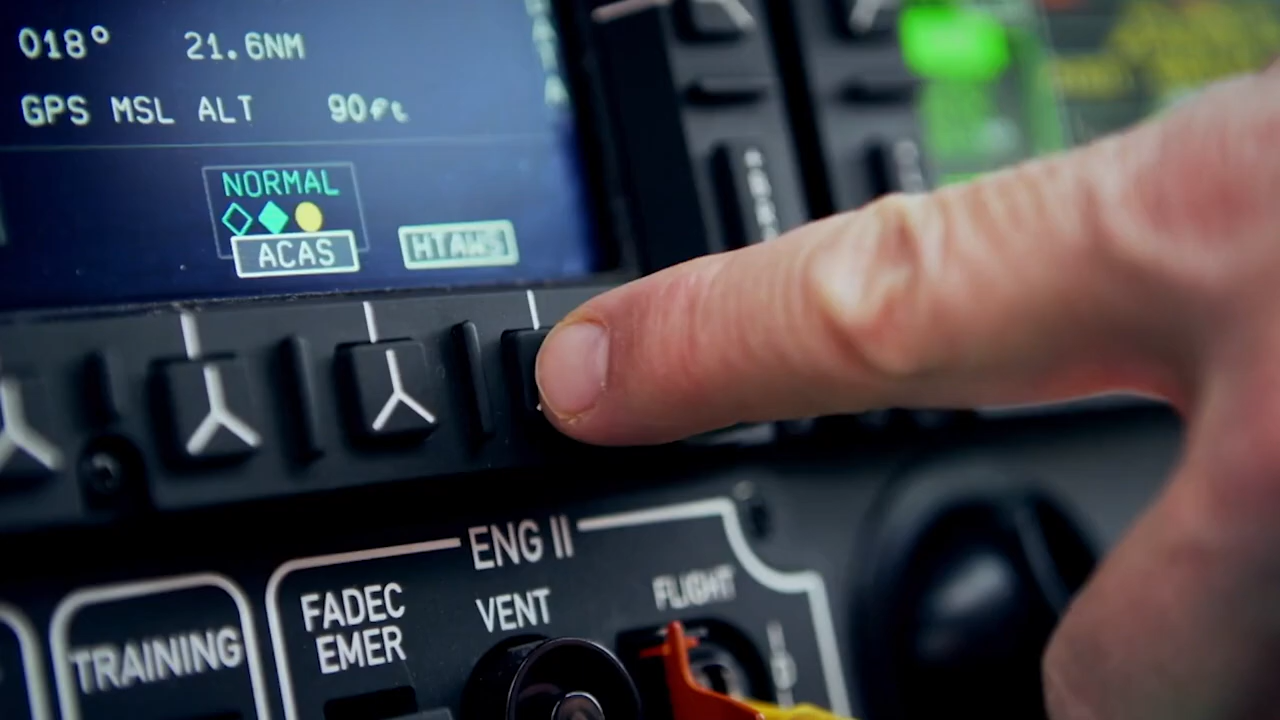 018° 21.6NM
GPS MSL ALT 90ft
NORMAL
ACAS
HTAWS
ENG II
FADEC
EMER
VENT
FLIGHT
TRAINING